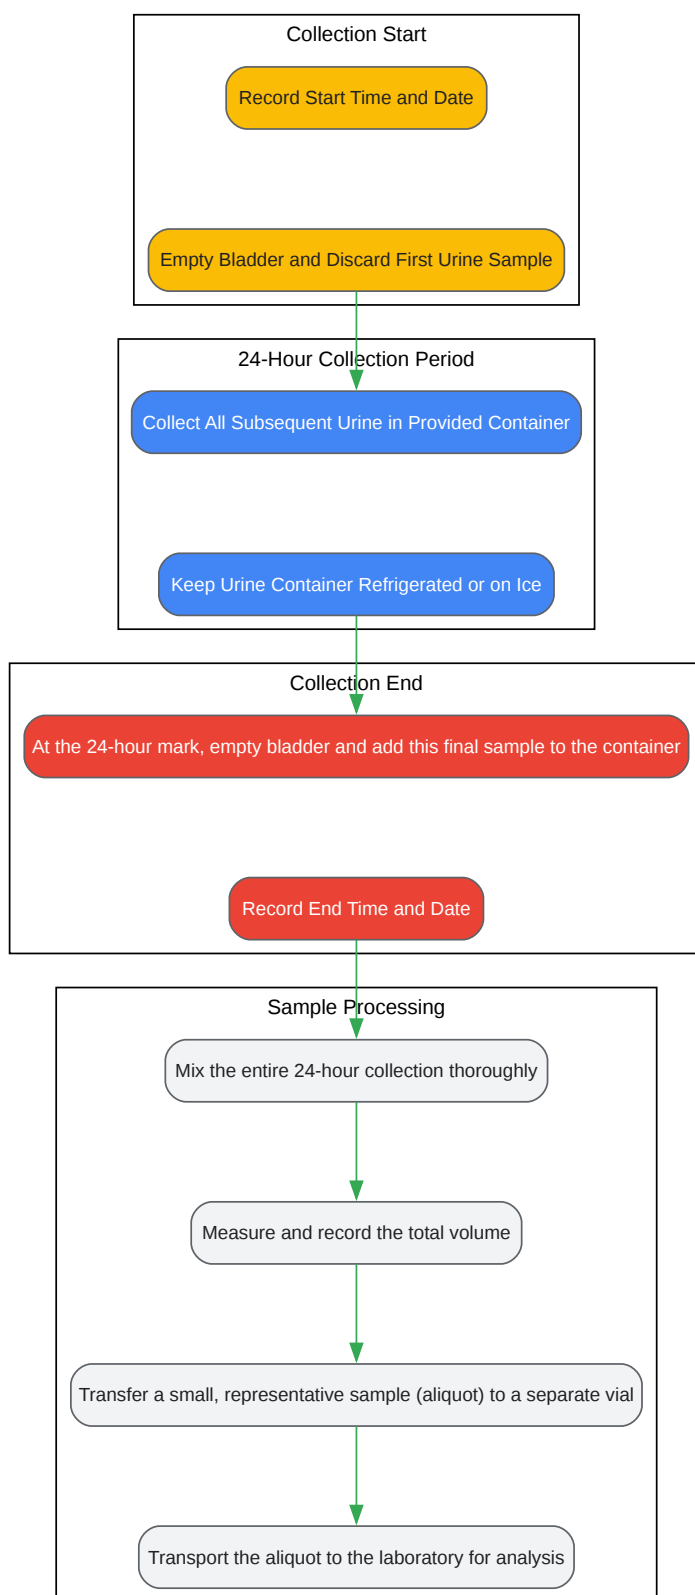 Collection Start
Record Start Time and Date
Empty Bladder and Discard First Urine Sample
24-Hour Collection Period
Collect All Subsequent Urine in Provided Container
Keep Urine Container Refrigerated or on Ice
Collection End
At the 24-hour mark, empty bladder and add this final sample to the container
Record End Time and Date
Sample Processing
Mix the entire 24-hour collection thoroughly
Measure and record the total volume
Transfer a small, representative sample (aliquot) to a separate vial
Transport the aliquot to the laboratory for analysis